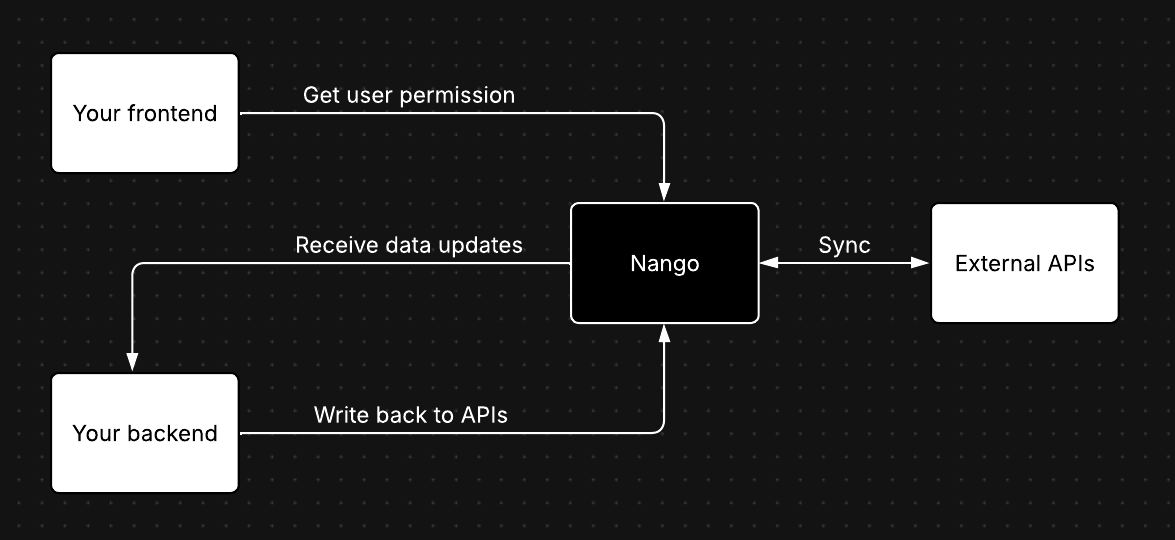 Your frontend
Get user permission
Receive data updates
Nango
Sync
External APIs
Your backend
Write back to APIs